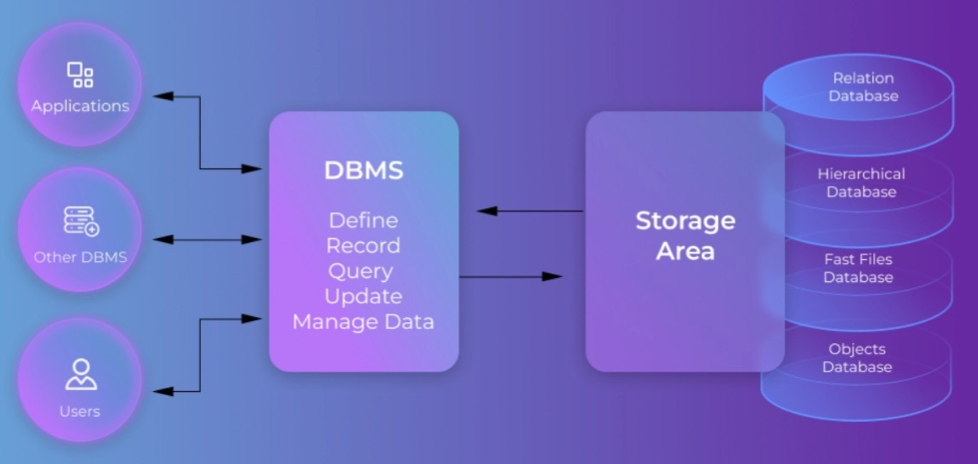 Applications
Other DBMS
Users
DBMS
Define
Record
Query
Update
Manage Data
Storage
Area
Relation
Database
Hierarchical
Database
Fast Files
Database
Objects
Database